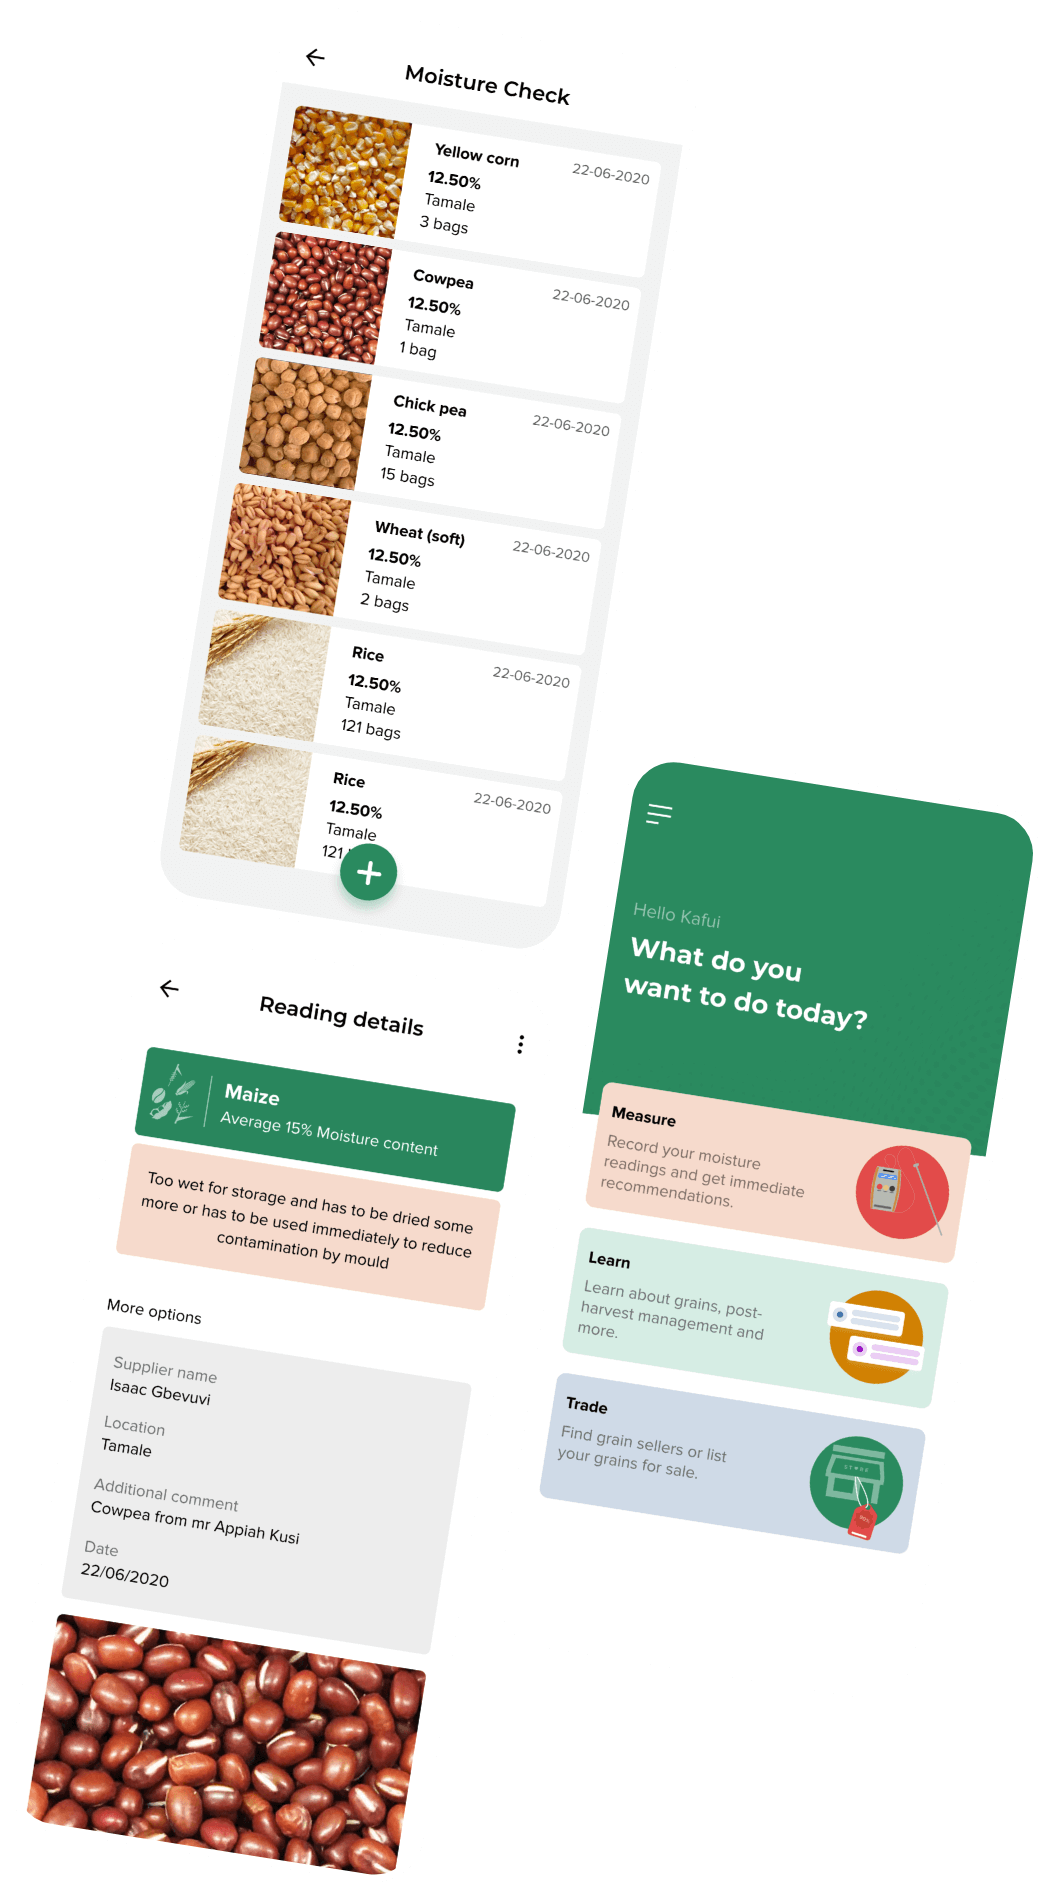 Moisture Check
Yellow corn
22-06-2020
12.50%
Tamale
3 bags
Cowpea
22-06-2020
12.50%
Tamale
1 bag
Chick pea
22-06-2020
12.50%
Tamale
15 bags
Wheat (soft)
22-06-2020
12.50%
Tamale
2 bags
Rice
22-06-2020
12.50%
Tamale
121 bags
Rice
22-06-2020
12.50%
Tamale
121
Hello Kafui
What do you
want to do today?
Measure
Record your moisture
readings and get immediate
recommendations.
Learn
Learn about grains, post-
harvest management and
more.
Trade
Find grain sellers or list
your grains for sale.
STORE
Reading details
Maize
Average 15% Moisture content
Too wet for storage and has to be dried some
more or has to be used immediately to reduce
contamination by mould
More options
Supplier name
Isaac Gbevuvi
Location
Tamale
Additional comment
Cowpea from mr Appiah Kusi
Date
22/06/2020